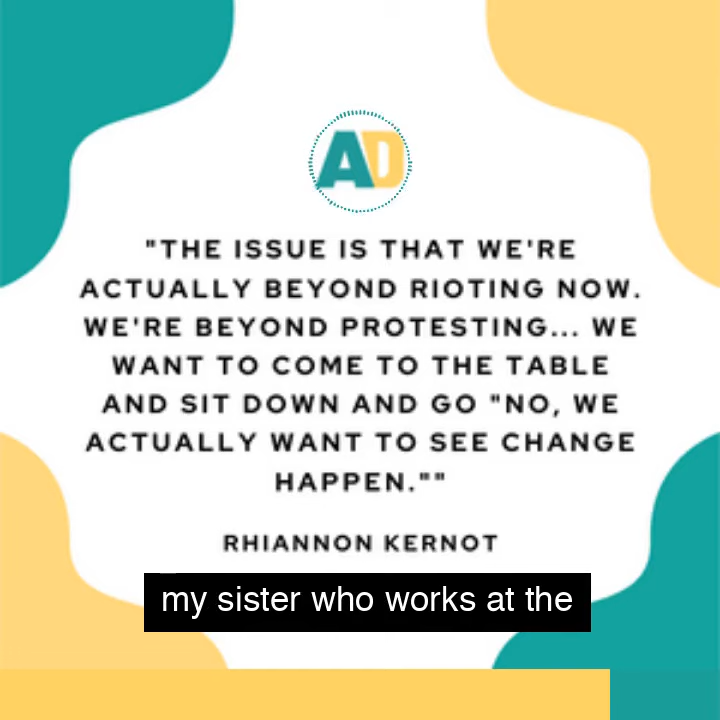 AD
"THE ISSUE IS THAT WE'RE
ACTUALLY BEYOND RIOTING NOW.
WE'RE BEYOND PROTESTING... WE
WANT TO COME TO THE TABLE
AND SIT DOWN AND GO "NO, WE
ACTUALLY WANT TO SEE CHANGE
HAPPEN.""
RHIANNON KERNOT
my sister who works at the